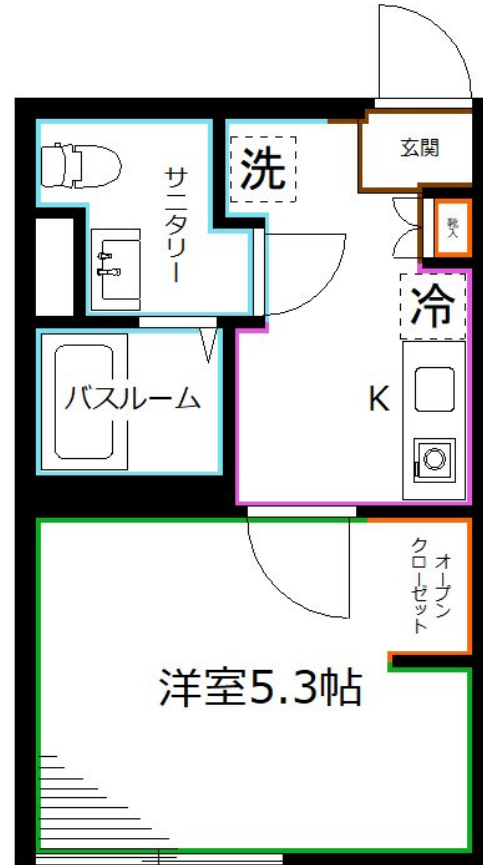 玄関
洗
サニタリー
靴入
冷
バスルーム
K
オープン
クローゼット
洋室5.3帖